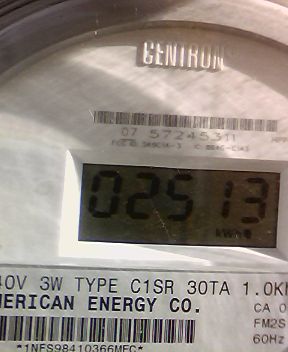 CENTRON
07 5724531
02513
kWh
40V 3W TYPE C1SR 30TA 1.0K
MERICAN ENERGY CO.
CA 0
FM2S
60Hz
*1NFS98410366MFC*